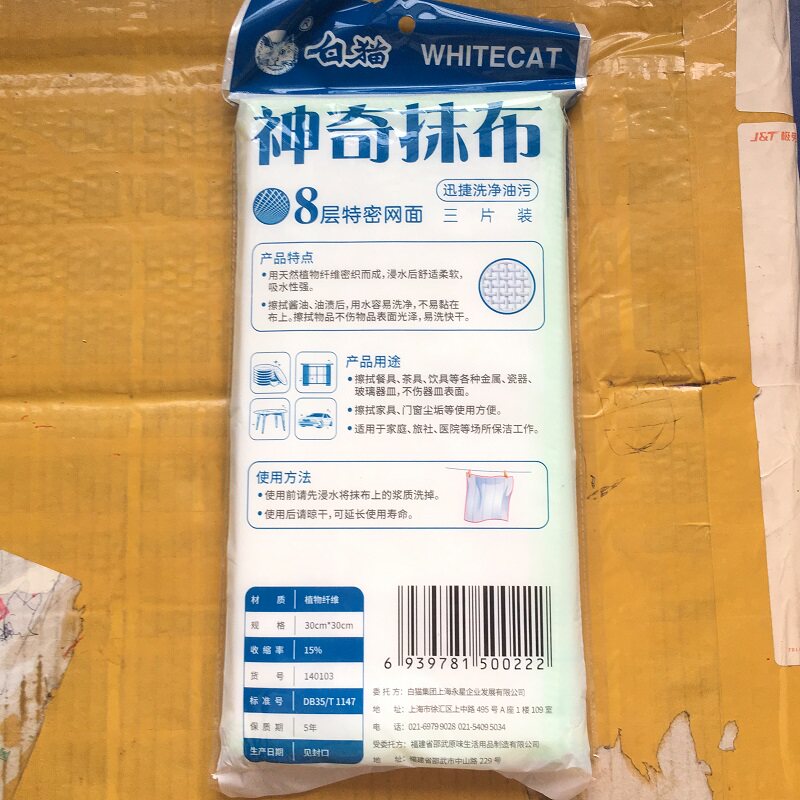 白猫 WHITECAT
神奇抹布
8层特密网面
迅捷洗净油污
三片装
产品特点
•用天然植物纤维密织而成，浸水后舒适柔软，
吸水性强。
•擦拭酱油、油渍后，用水容易洗净，不易黏在
布上。擦拭物品不伤物品表面光泽，易洗快干。
产品用途
•擦拭餐具、茶具、饮具等各种金属、瓷器、
玻璃器皿，不伤器皿表面。
•擦拭家具、门窗尘垢等使用方便。
•适用于家庭、旅社、医院等场所保洁工作。
使用方法
•使用前请先浸水将抹布上的浆质洗掉。
•使用后请晾干，可延长使用寿命。
材 质 植物纤维
规 格 30cm*30cm
收缩率 15%
货 号 140103
标准号 DB35/T 1147
保质期 5年
生产日期 见封口
6 939781 500222
委托方：白猫集团上海永星企业发展有限公司
地 址：上海市徐汇区上中路 495 号 A 座 1 楼 109 室
电 话：021-6979 9028 021-5409 5034
受委托方：福建省邵武原味生活用品制造有限公司
地 址：福建省邵武市中山路 229 号
J&T 极